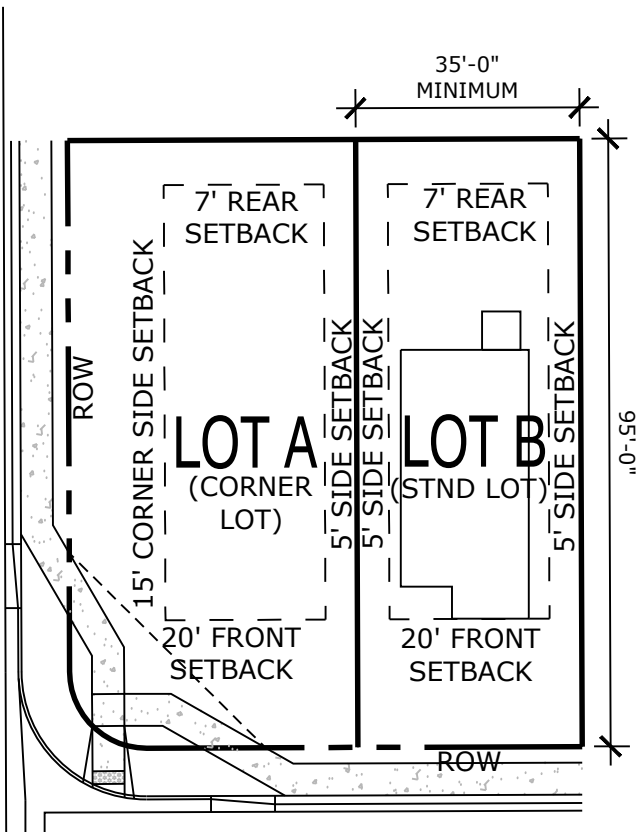 35'-0"
MINIMUM
7' REAR
SETBACK
7' REAR
SETBACK
15' CORNER SIDE SETBACK
ROW
5' SIDE SETBACK
5' SIDE SETBACK
5' SIDE SETBACK
95'-0"
LOT A
(CORNER
LOT)
LOT B
(STND LOT)
20' FRONT
SETBACK
20' FRONT
SETBACK
ROW